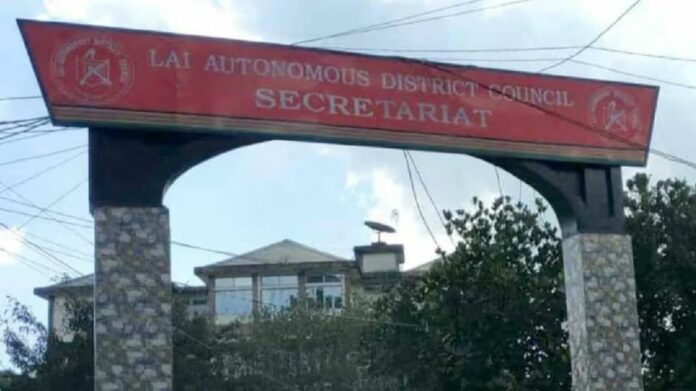 LAI AUTONOMOUS DISTRICT COUNCIL
SECRETARIAT